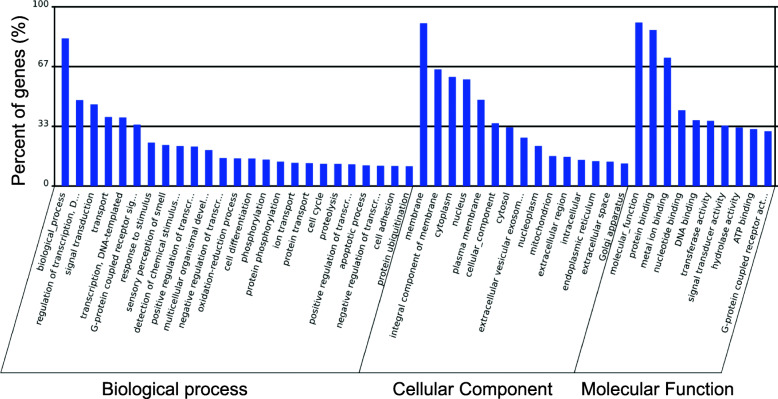 Percent of genes (%)
100
67
33
0
biological_process
regulation of transcription, D...
signal transduction
transport
transcription, DNA-templated
G-protein coupled receptor sig...
response to stimulus
sensory perception of smell
detection of chemical stimulus...
positive regulation of transcr...
multicellular organismal devel...
negative regulation of transcr...
oxidation-reduction process
cell differentiation
phosphorylation
protein phosphorylation
ion transport
protein transport
cell cycle
proteolysis
positive regulation of transcr...
apoptotic process
negative regulation of transcr...
cell adhesion
protein ubiquitination
membrane
integral component of membrane
cytoplasm
nucleus
plasma membrane
cellular_component
cytosol
extracellular vesicular exosom...
nucleoplasm
mitochondrion
extracellular region
intracellular
endoplasmic reticulum
extracellular space
Golgi apparatus
molecular_function
protein binding
metal ion binding
nucleotide binding
DNA binding
transferase activity
signal transducer activity
hydrolase activity
ATP binding
G-protein coupled receptor act...
Biological process
Cellular Component
Molecular Function